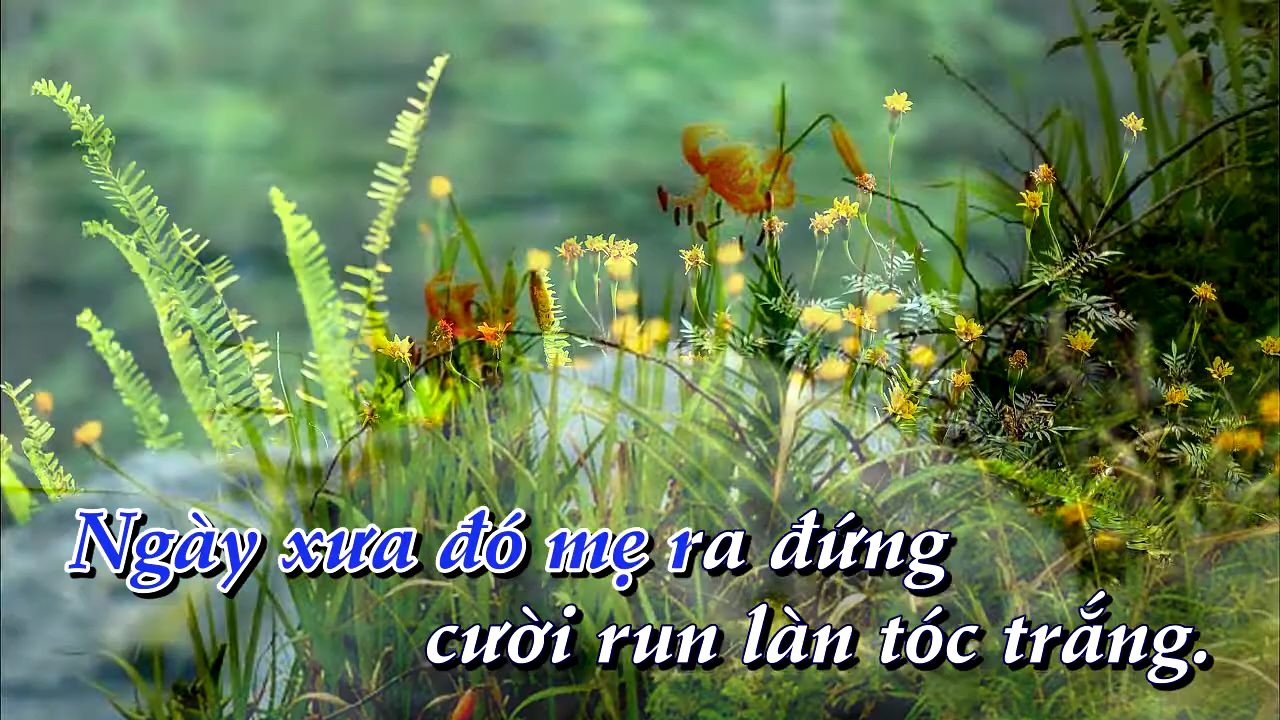 Ngày xưa đó mẹ ra đứng
cười run làn tóc trắng.